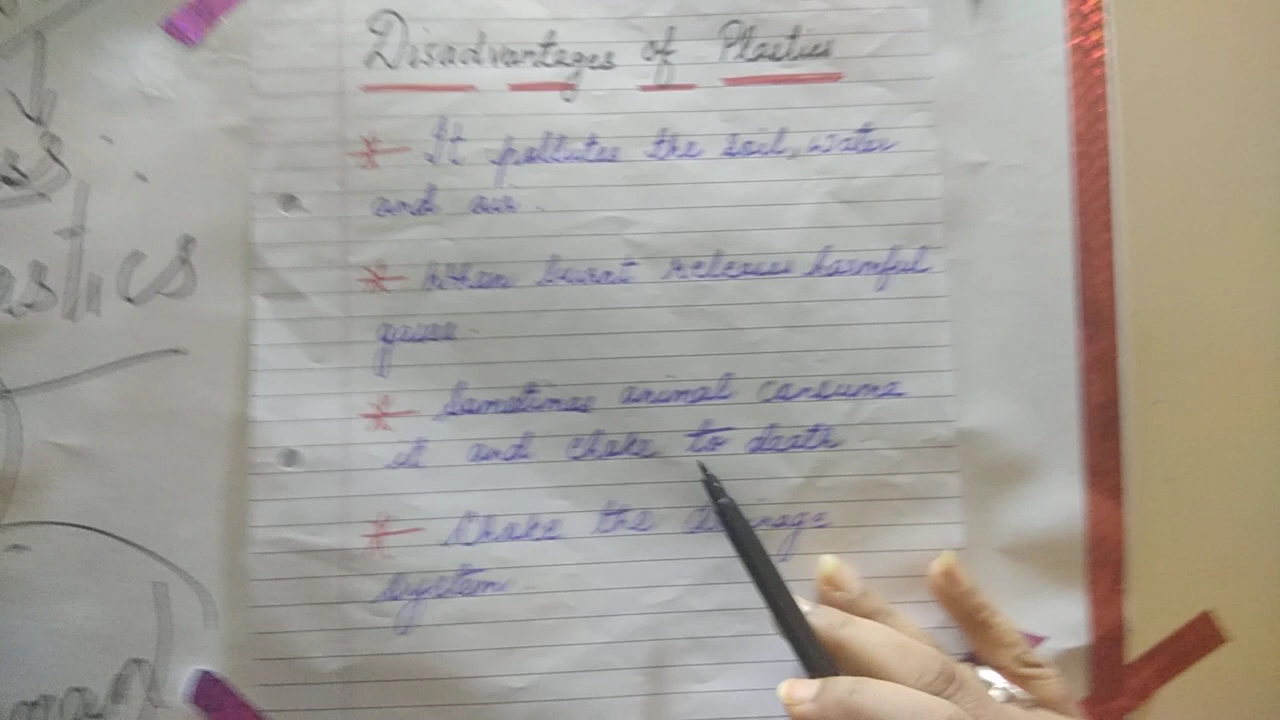 Disadvantages of Plastics
* It pollutes the soil, water
and air.
* When burnt releases harmful
gases.
* Sometimes animal consume
it and choke to death
* Choke the drainage
system.